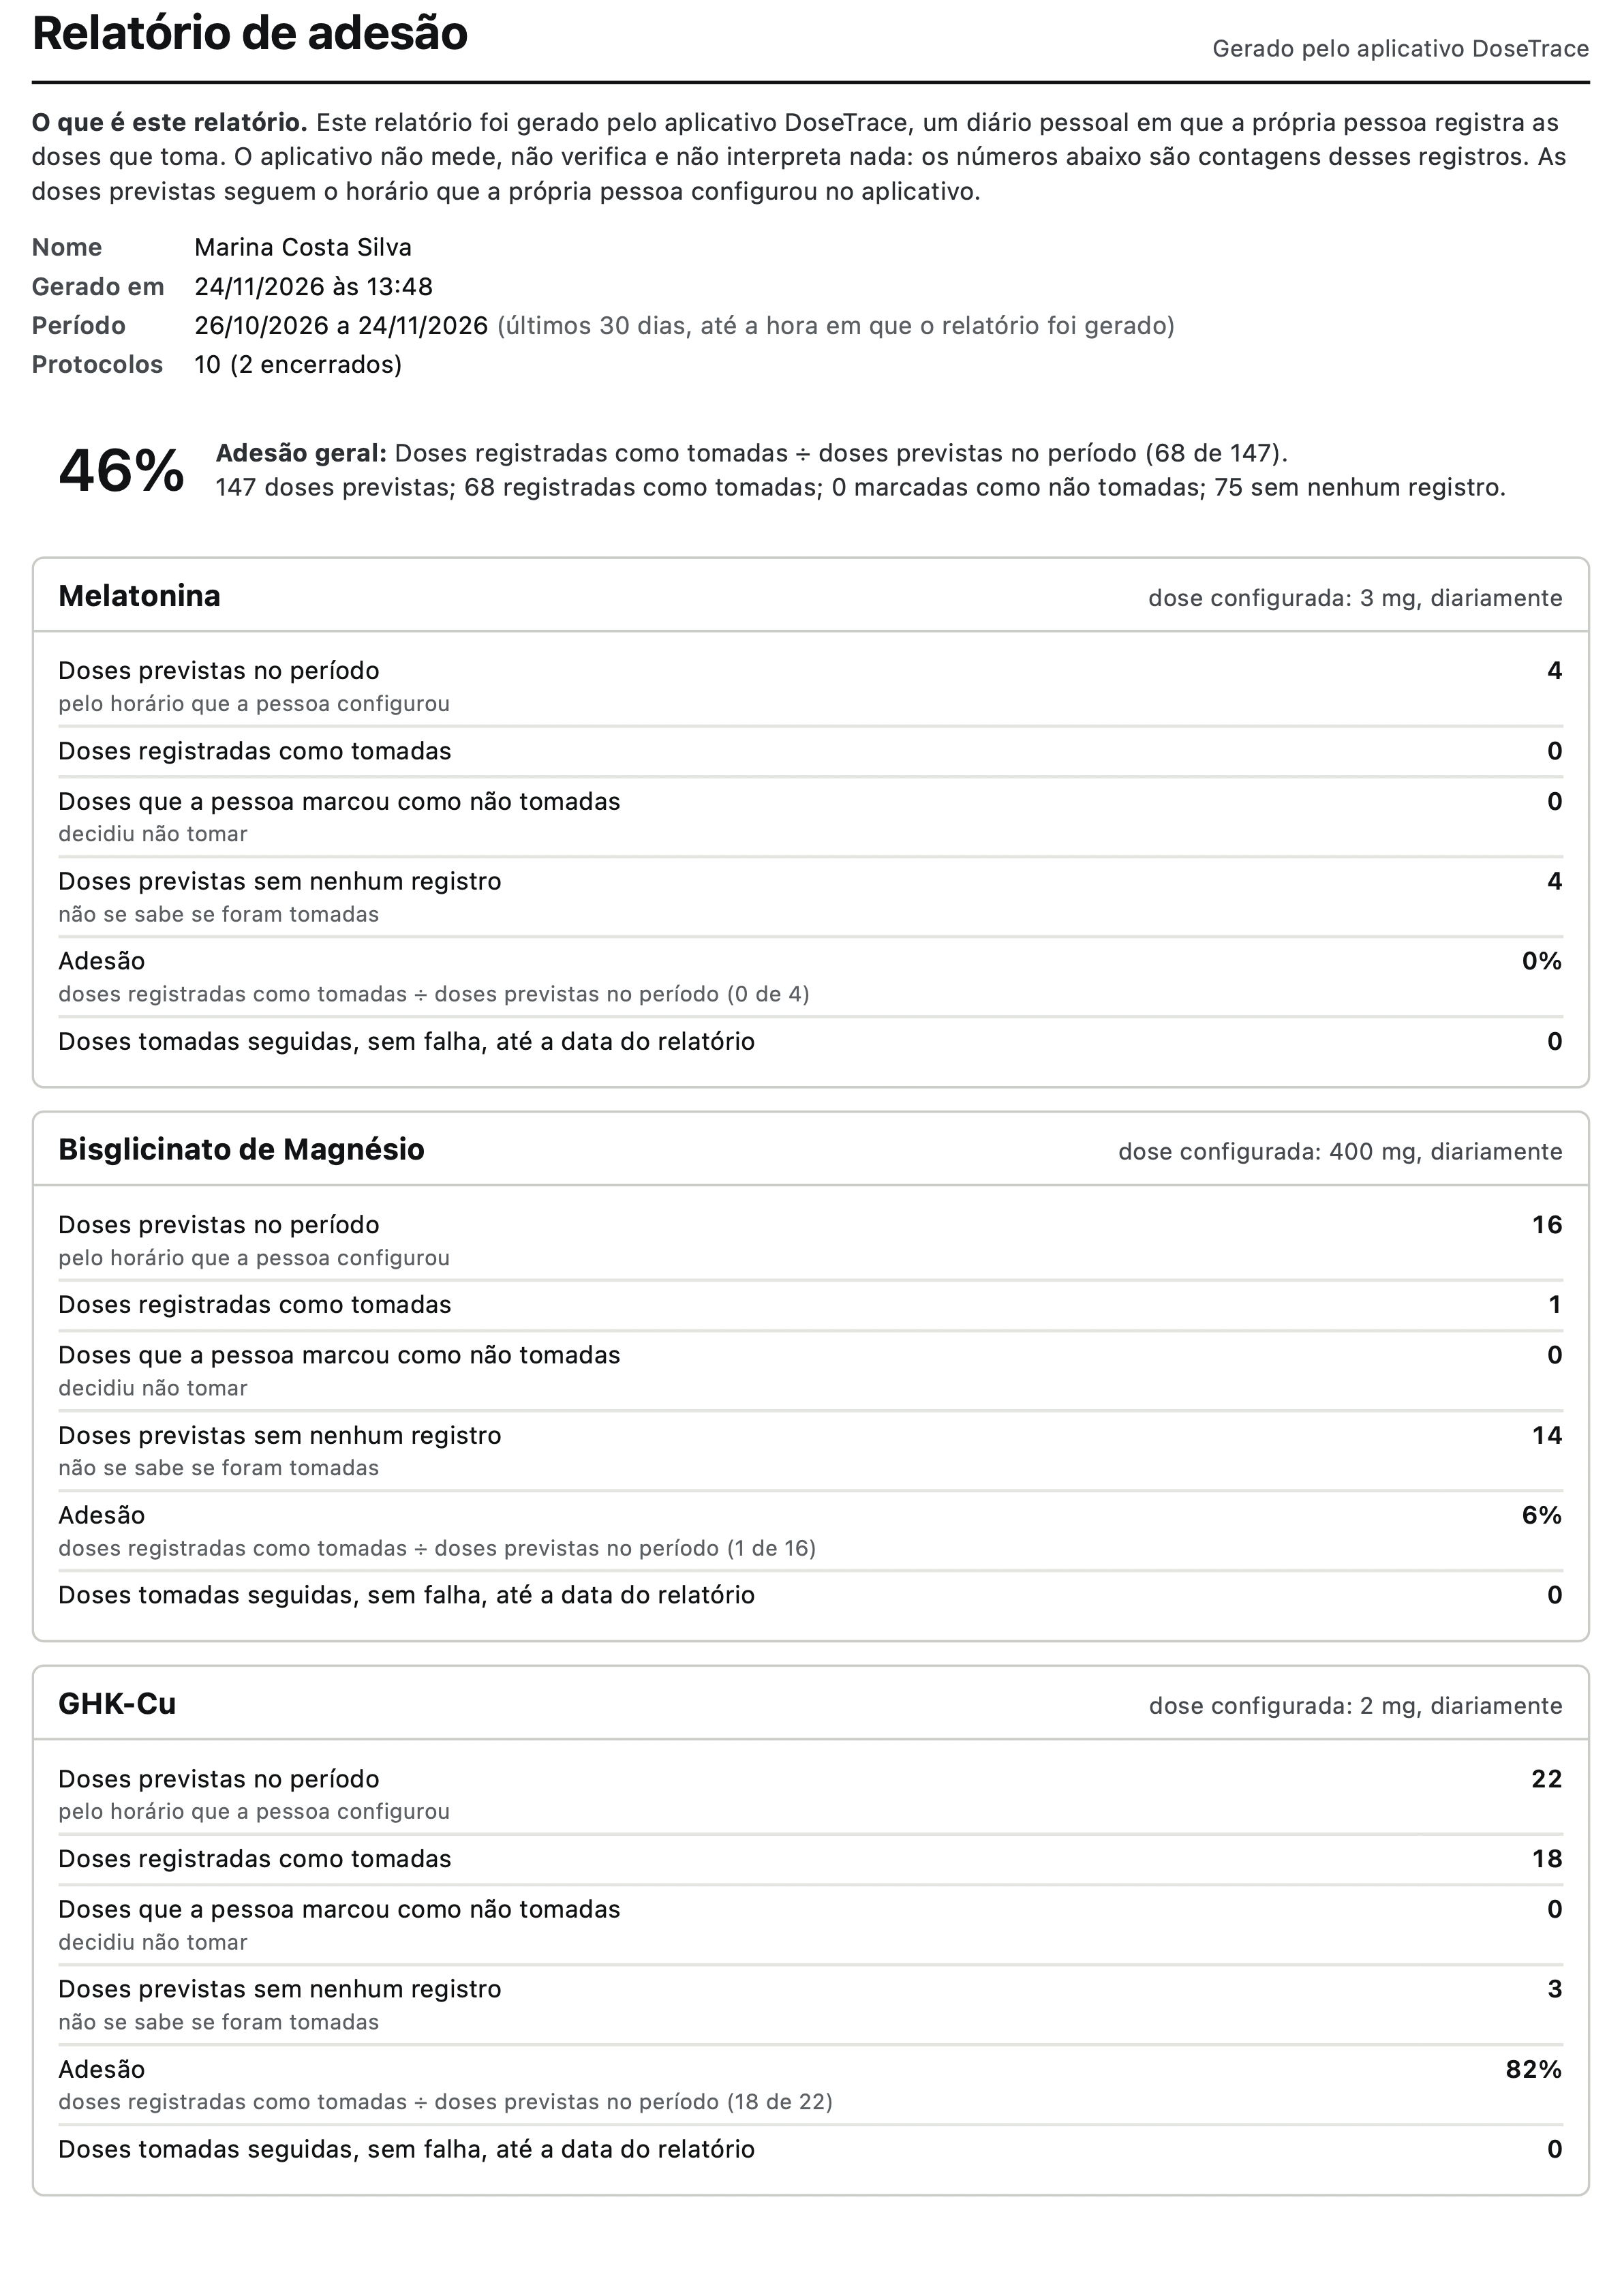 Relatório de adesão
Gerado pelo aplicativo DoseTrace
O que é este relatório. Este relatório foi gerado pelo aplicativo DoseTrace, um diário pessoal em que a própria pessoa registra as
doses que toma. O aplicativo não mede, não verifica e não interpreta nada: os números abaixo são contagens desses registros. As
doses previstas seguem o horário que a própria pessoa configurou no aplicativo.
Nome Marina Costa Silva
Gerado em 24/11/2026 às 13:48
Período 26/10/2026 a 24/11/2026 (últimos 30 dias, até a hora em que o relatório foi gerado)
Protocolos 10 (2 encerrados)
46%
Adesão geral: Doses registradas como tomadas ÷ doses previstas no período (68 de 147).
147 doses previstas; 68 registradas como tomadas; 0 marcadas como não tomadas; 75 sem nenhum registro.
Melatonina dose configurada: 3 mg, diariamente
Doses previstas no período 4
pelo horário que a pessoa configurou
Doses registradas como tomadas 0
Doses que a pessoa marcou como não tomadas 0
decidiu não tomar
Doses previstas sem nenhum registro 4
não se sabe se foram tomadas
Adesão 0%
doses registradas como tomadas ÷ doses previstas no período (0 de 4)
Doses tomadas seguidas, sem falha, até a data do relatório 0
Bisglicinato de Magnésio dose configurada: 400 mg, diariamente
Doses previstas no período 16
pelo horário que a pessoa configurou
Doses registradas como tomadas 1
Doses que a pessoa marcou como não tomadas 0
decidiu não tomar
Doses previstas sem nenhum registro 14
não se sabe se foram tomadas
Adesão 6%
doses registradas como tomadas ÷ doses previstas no período (1 de 16)
Doses tomadas seguidas, sem falha, até a data do relatório 0
GHK-Cu dose configurada: 2 mg, diariamente
Doses previstas no período 22
pelo horário que a pessoa configurou
Doses registradas como tomadas 18
Doses que a pessoa marcou como não tomadas 0
decidiu não tomar
Doses previstas sem nenhum registro 3
não se sabe se foram tomadas
Adesão 82%
doses registradas como tomadas ÷ doses previstas no período (18 de 22)
Doses tomadas seguidas, sem falha, até a data do relatório 0